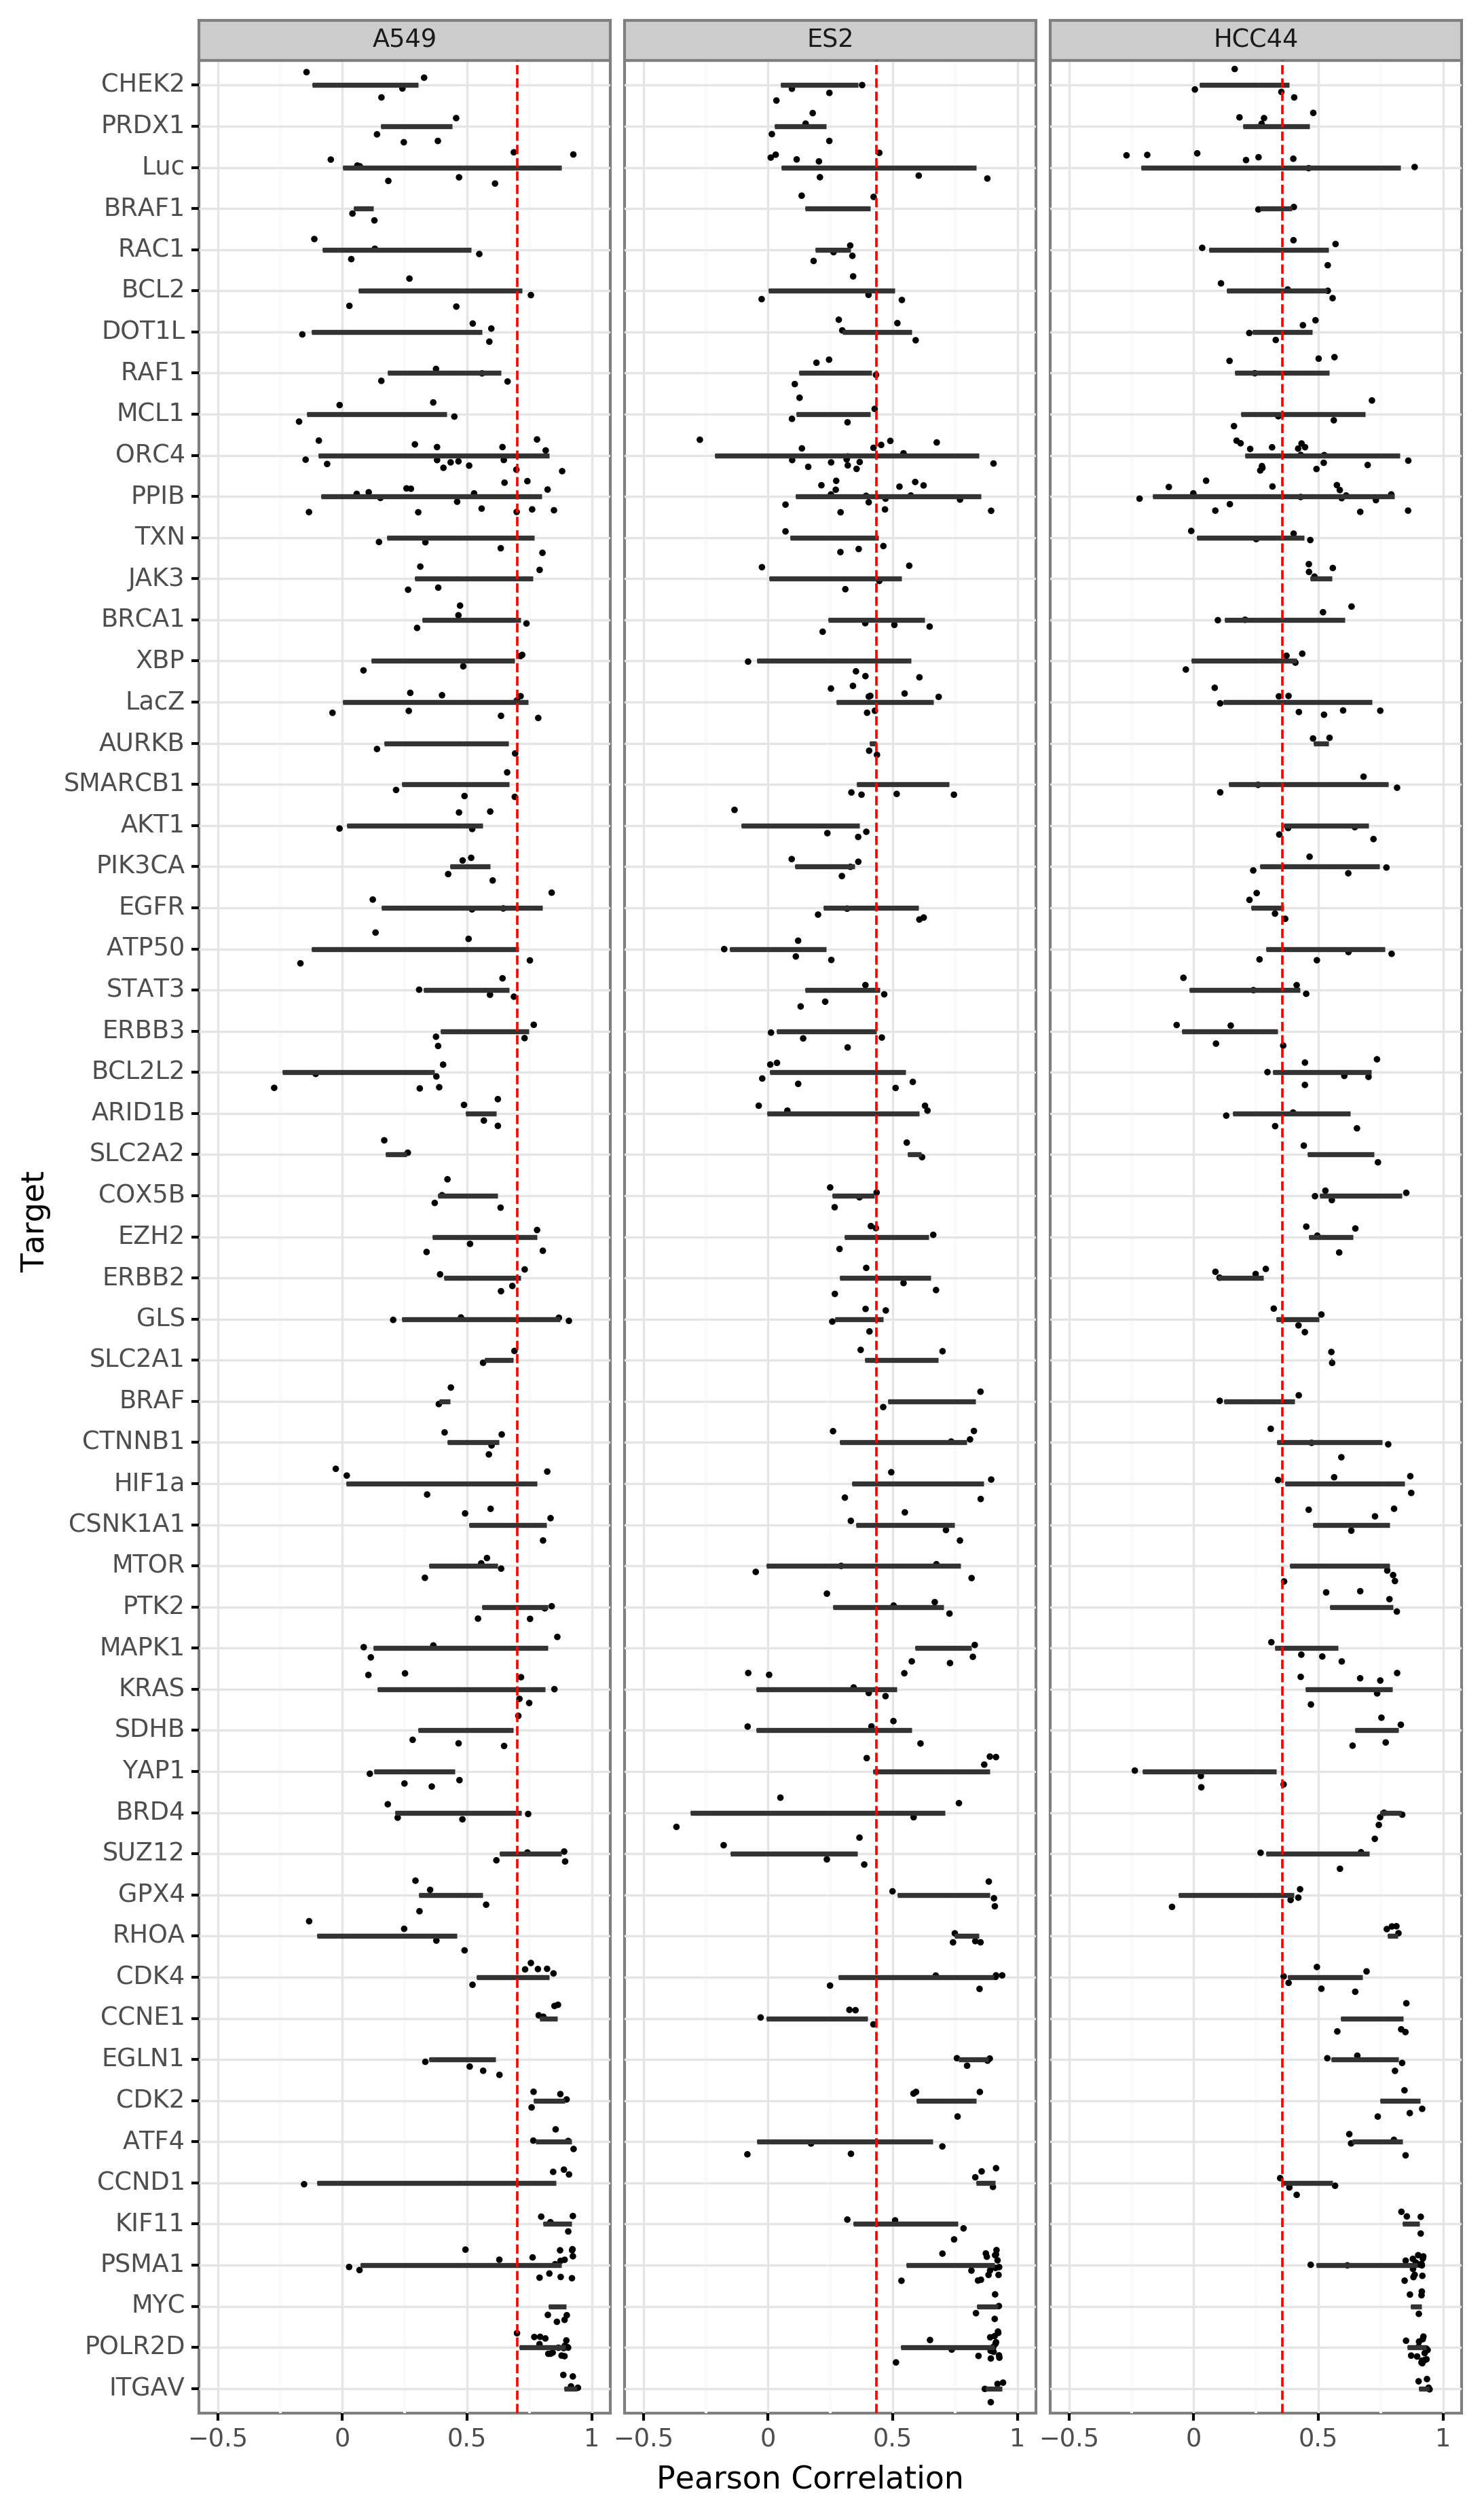 A549 ES2 HCC44
CHEK2
PRDX1
Luc
BRAF1
RAC1
BCL2
DOT1L
RAF1
MCL1
ORC4
PPIB
TXN
JAK3
BRCA1
XBP
LacZ
AURKB
SMARCB1
AKT1
PIK3CA
EGFR
ATP50
STAT3
ERBB3
BCL2L2
ARID1B
SLC2A2
COX5B
EZH2
ERBB2
GLS
SLC2A1
BRAF
CTNNB1
HIF1a
CSNK1A1
MTOR
PTK2
MAPK1
KRAS
SDHB
YAP1
BRD4
SUZ12
GPX4
RHOA
CDK4
CCNE1
EGLN1
CDK2
ATF4
CCND1
KIF11
PSMA1
MYC
POLR2D
ITGAV
Target
−0.5 0 0.5 1 −0.5 0 0.5 1 −0.5 0 0.5 1
Pearson Correlation